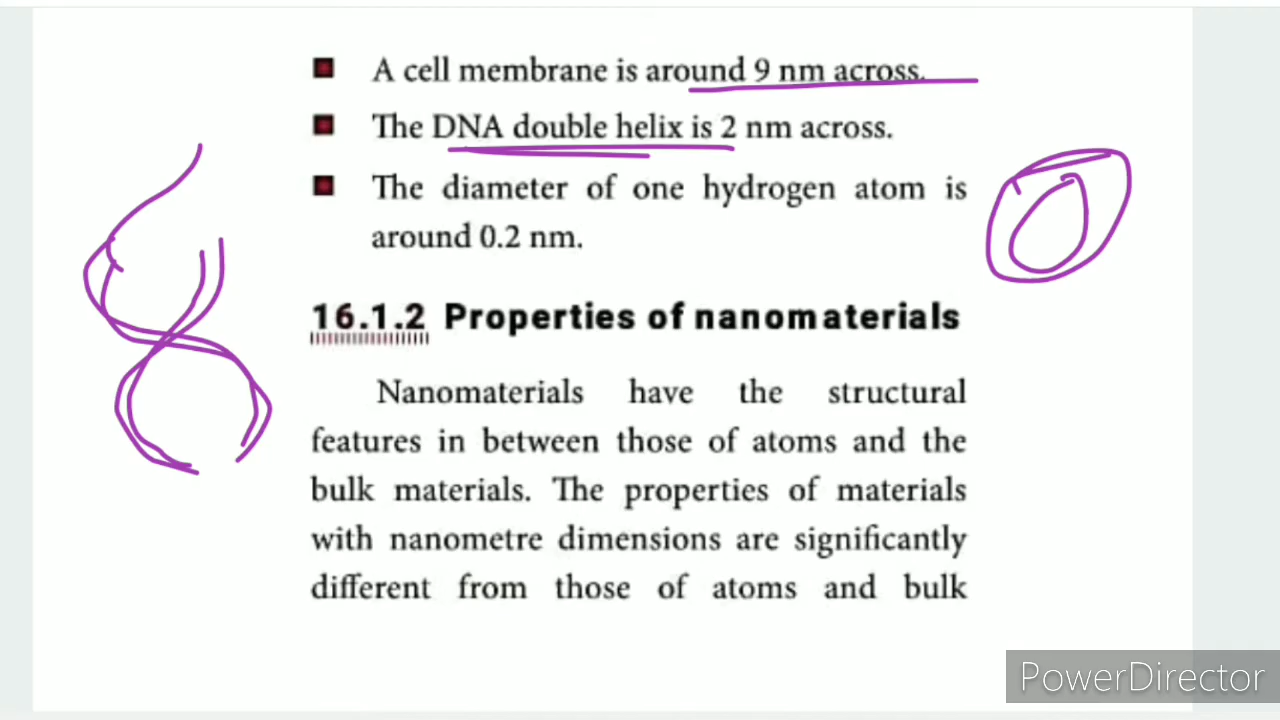 A cell membrane is around 9 nm across.
The DNA double helix is 2 nm across.
The diameter of one hydrogen atom is
around 0.2 nm.
16.1.2 Properties of nanomaterials
Nanomaterials have the structural
features in between those of atoms and the
bulk materials. The properties of materials
with nanometre dimensions are significantly
different from those of atoms and bulk
PowerDirector